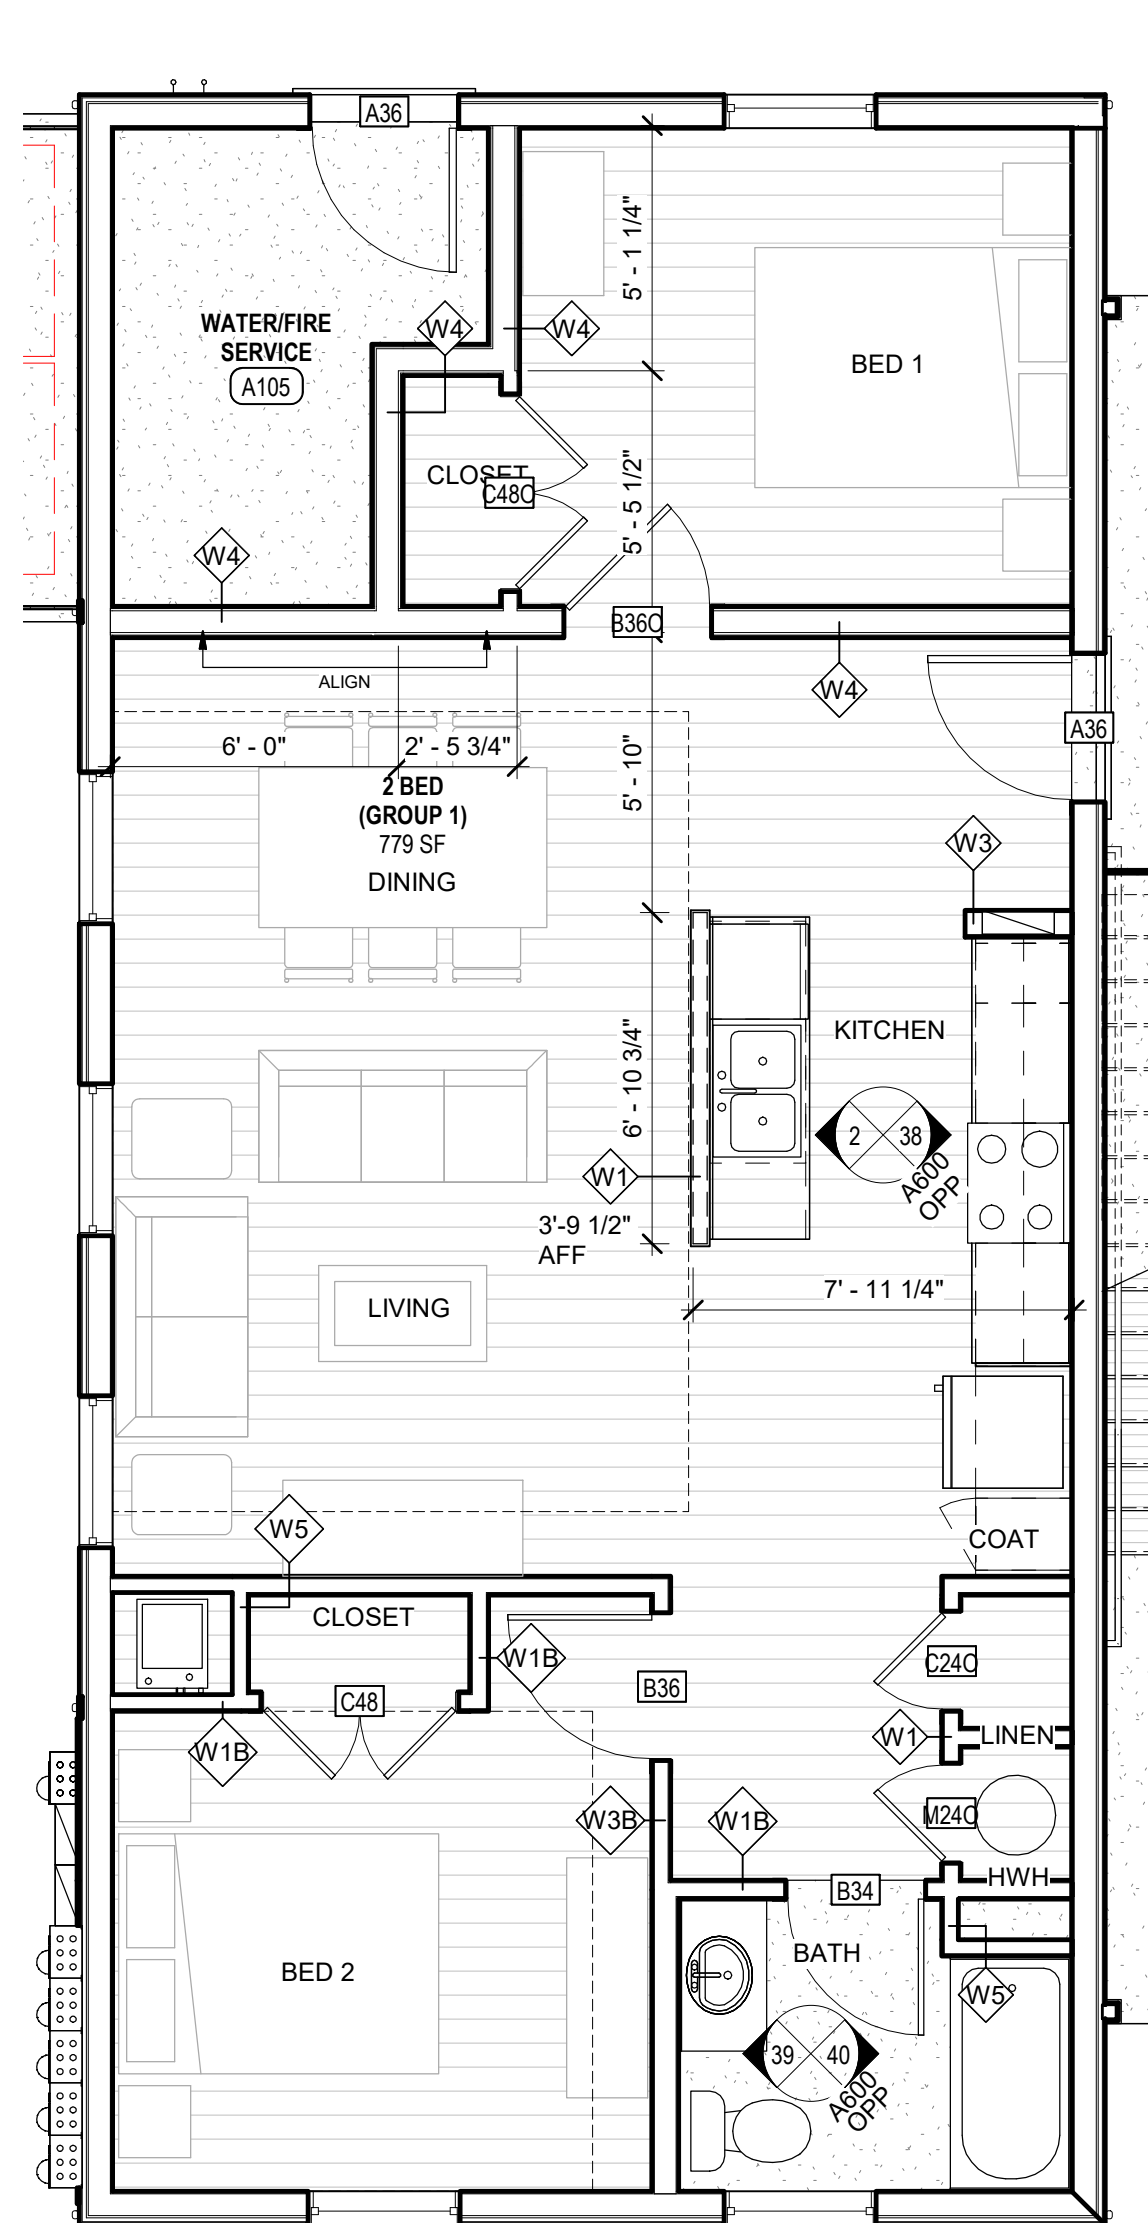 A36
5' - 1 1/4"
WATER/FIRE
SERVICE
A105
W4
W4
BED 1
CLOSET
C48O
5' - 5 1/2"
W4
B36O
ALIGN
W4
A36
6' - 0"
2' - 5 3/4"
5' - 10"
2 BED
(GROUP 1)
779 SF
DINING
W3
KITCHEN
6' - 10 3/4"
2
38
A600
OPP
W1
3'-9 1/2"
AFF
7' - 11 1/4"
LIVING
W5
COAT
CLOSET
W1B
C24O
B36
C48
W1
LINEN
W1B
W3B
W1B
M24O
HWH
B34
BATH
BED 2
W5
39
40
A600
OPP